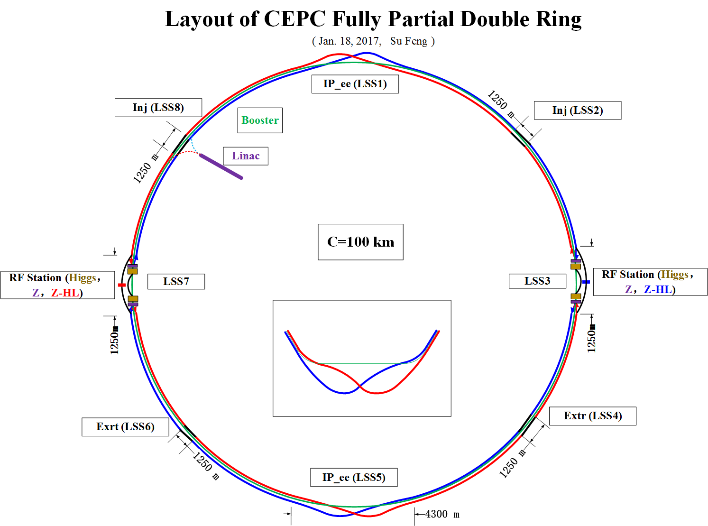 Layout of CEPC Fully Partial Double Ring
( Jan. 18, 2017, Su Feng )
IP_ee (LSS1)
Inj (LSS8)
1250 m
Inj (LSS2)
Booster
1250 m
Linac
C=100 km
RF Station (Higgs,
Z, Z-HL)
LSS7
LSS3
RF Station (Higgs,
Z, Z-HL)
1250m
1250m
Exrt (LSS6)
Extr (LSS4)
1250 m
1250 m
IP_ee (LSS5)
4300 m